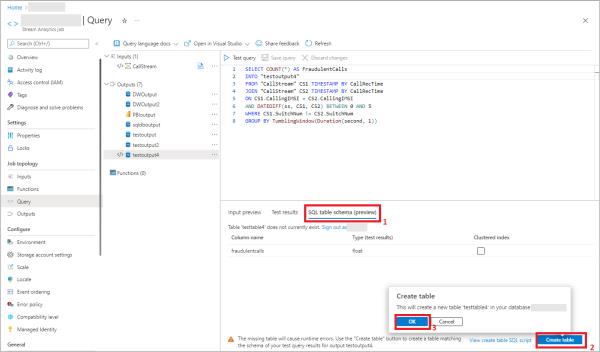 Home >
| Query
Stream Analytics job
Search (Ctrl+/)
Overview
Activity log
Access control (IAM)
Tags
Diagnose and solve problems
Settings
Properties
Locks
Job topology
Inputs
Functions
Query
Outputs
Configure
Environment
Storage account settings
Scale
Locale
Event ordering
Error policy
Compatibility level
Managed Identity
Query language docs
Open in Visual Studio
Share feedback
Refresh
Inputs (1)
CallStream
Outputs (7)
DWOutput
DWOutput2
PBIoutput
sqldboutput
testoutput
testoutput2
testoutput4
Functions (0)
Test query
Save query
Discard changes
1 SELECT COUNT(*) AS FraudulentCalls
2 INTO "testoutput4"
3 FROM "CallStream" CS1 TIMESTAMP BY CallRecTime
4 JOIN "CallStream" CS2 TIMESTAMP BY CallRecTime
5 ON CS1.CallingIMSI = CS2.CallingIMSI
6 AND DATEDIFF(ss, CS1, CS2) BETWEEN 0 AND 5
7 WHERE CS1.SwitchNum != CS2.SwitchNum
8 GROUP BY TumblingWindow(Duration(second, 1))
Input preview
Test results
SQL table schema (preview)
1
Table 'testtable4' does not currently exist. Sign out as
Column name
Type (test results)
Clustered index
fraudulentcalls
float
Create table
This will create a new table 'testtable4' in your database
OK
Cancel
3
The missing table will cause runtime errors. Use the "Create table" button to create a table matching
the schema of your test query results for output testoutput4.
View create table SQL script
Create table
2